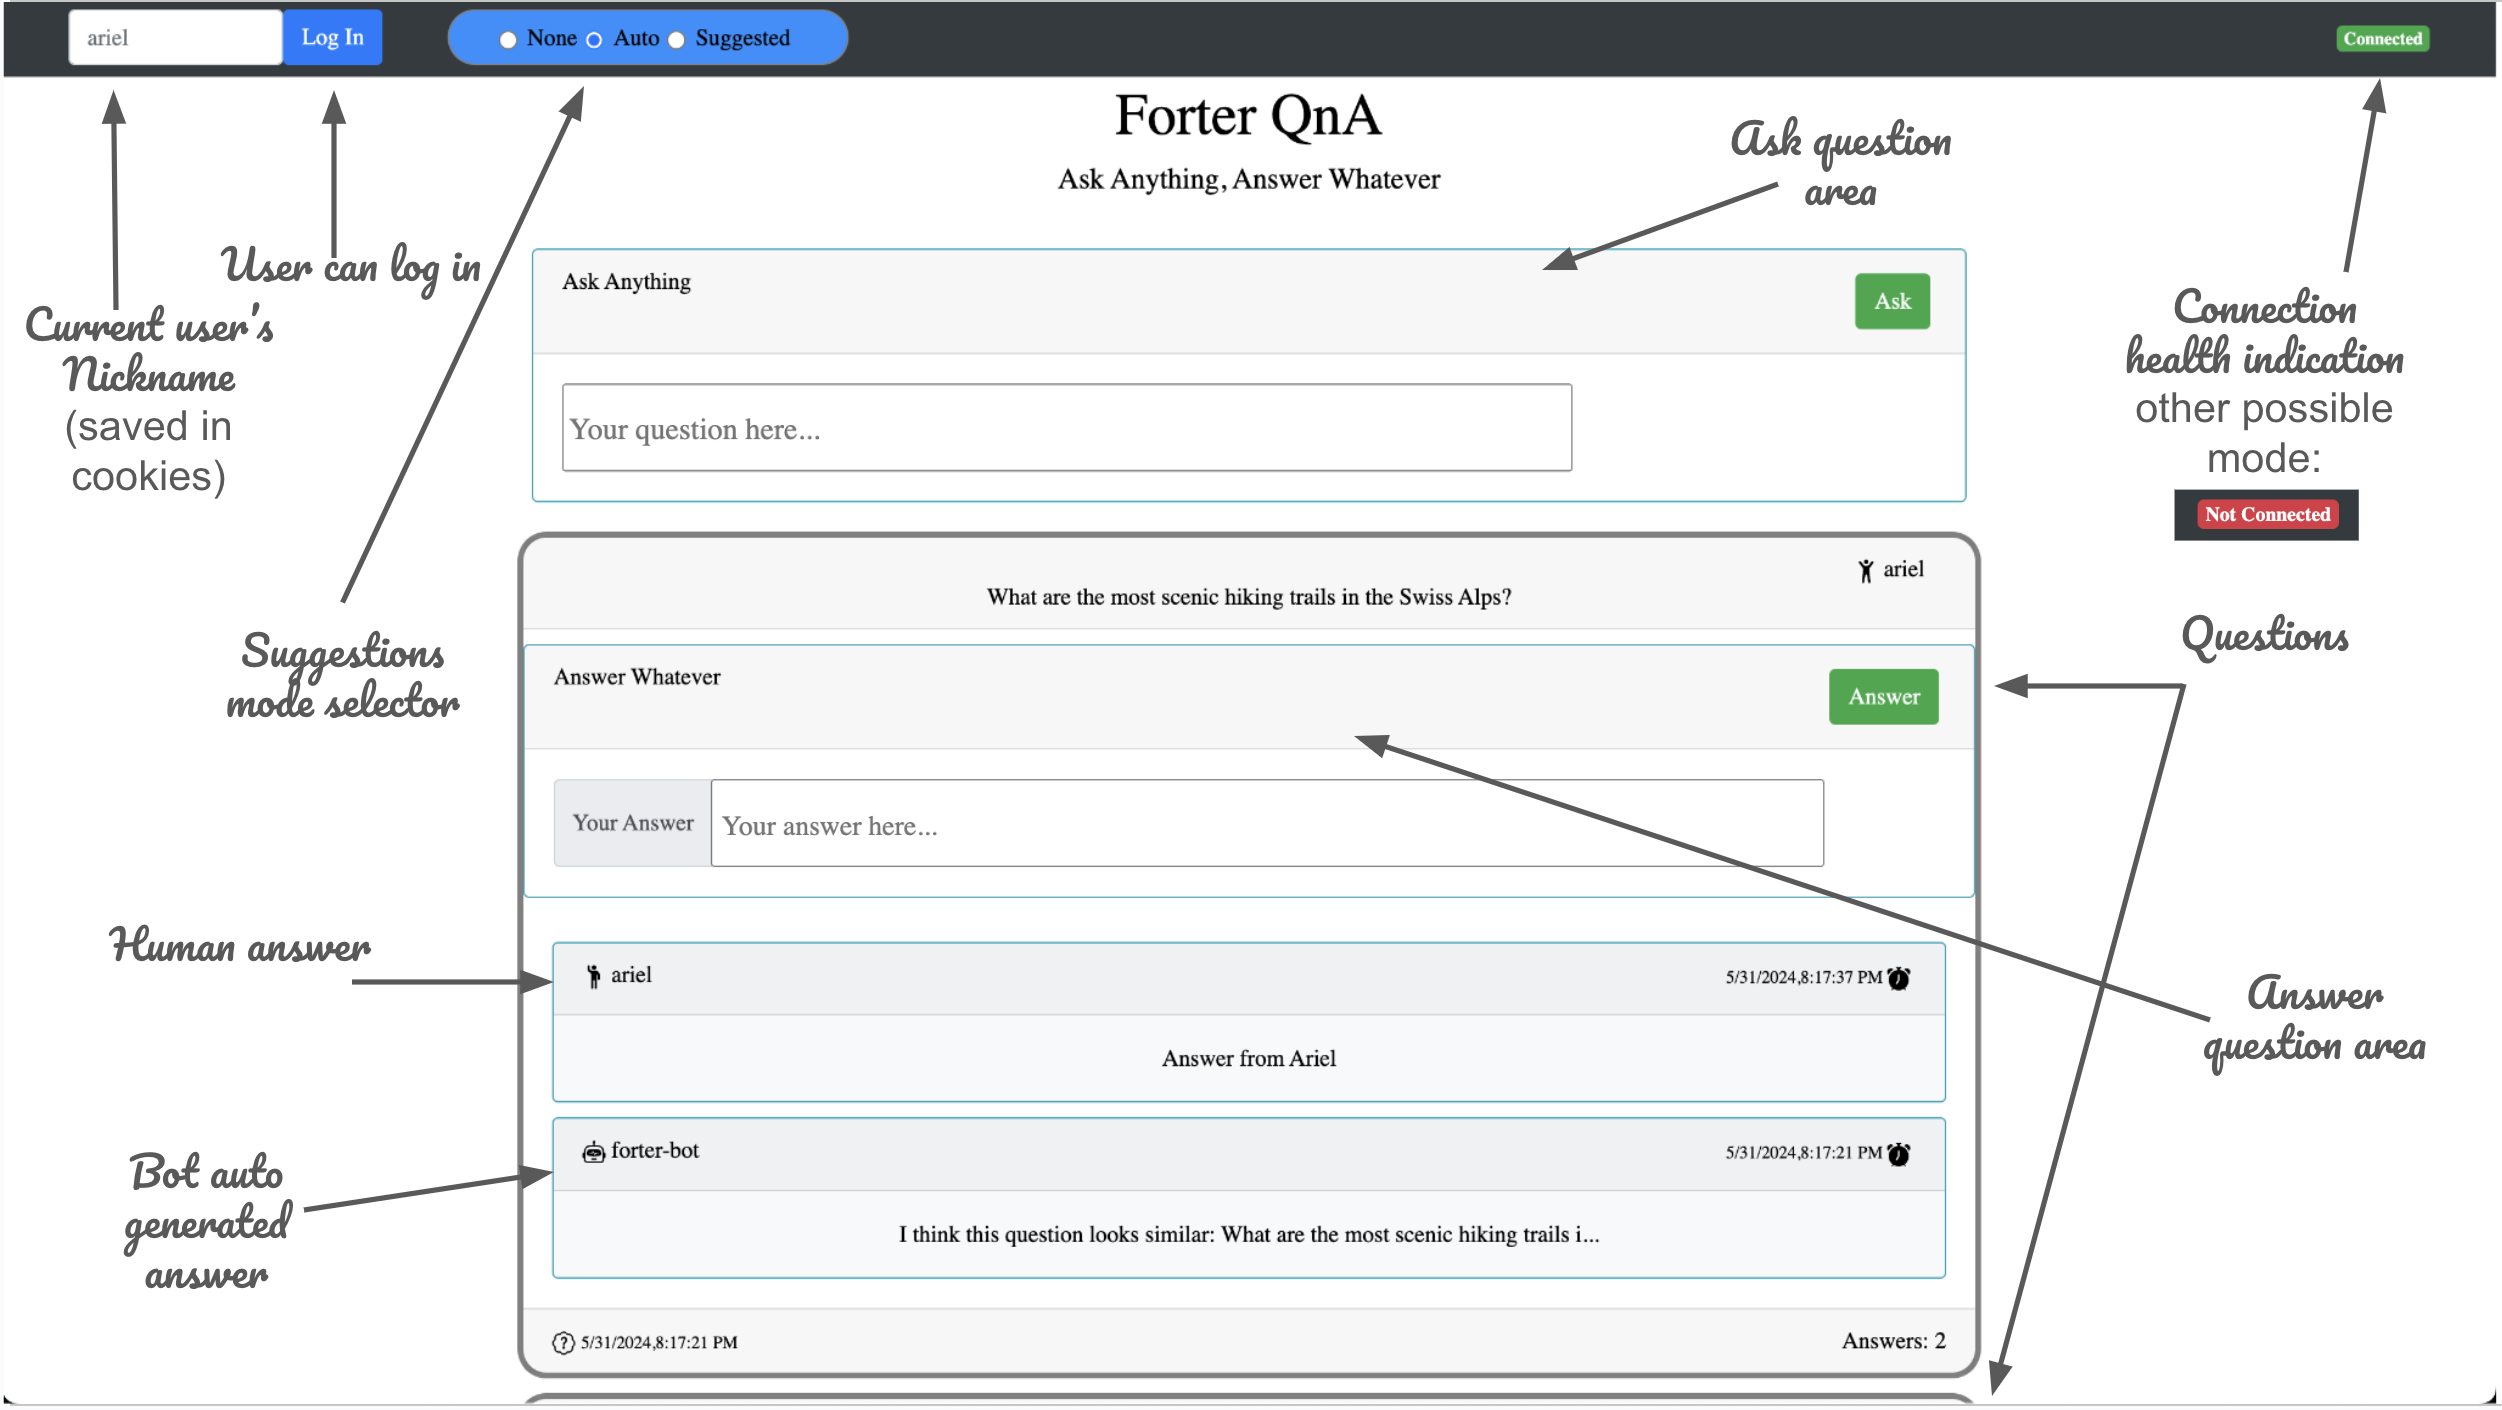 ariel
Log In
None
Auto
Suggested
Connected
Forter QnA
Ask Anything, Answer Whatever
Ask question
area
User can log in
Current user's
Nickname
(saved in
cookies)
Connection
health indication
other possible
mode:
Not Connected
Ask Anything
Ask
Your question here...
ariel
What are the most scenic hiking trails in the Swiss Alps?
Questions
Suggestions
mode selector
Answer Whatever
Answer
Your Answer
Your answer here...
Human answer
ariel
5/31/2024,8:17:37 PM
Answer from Ariel
Answer
question area
Bot auto
generated
answer
forter-bot
5/31/2024,8:17:21 PM
I think this question looks similar: What are the most scenic hiking trails i...
5/31/2024,8:17:21 PM
Answers: 2